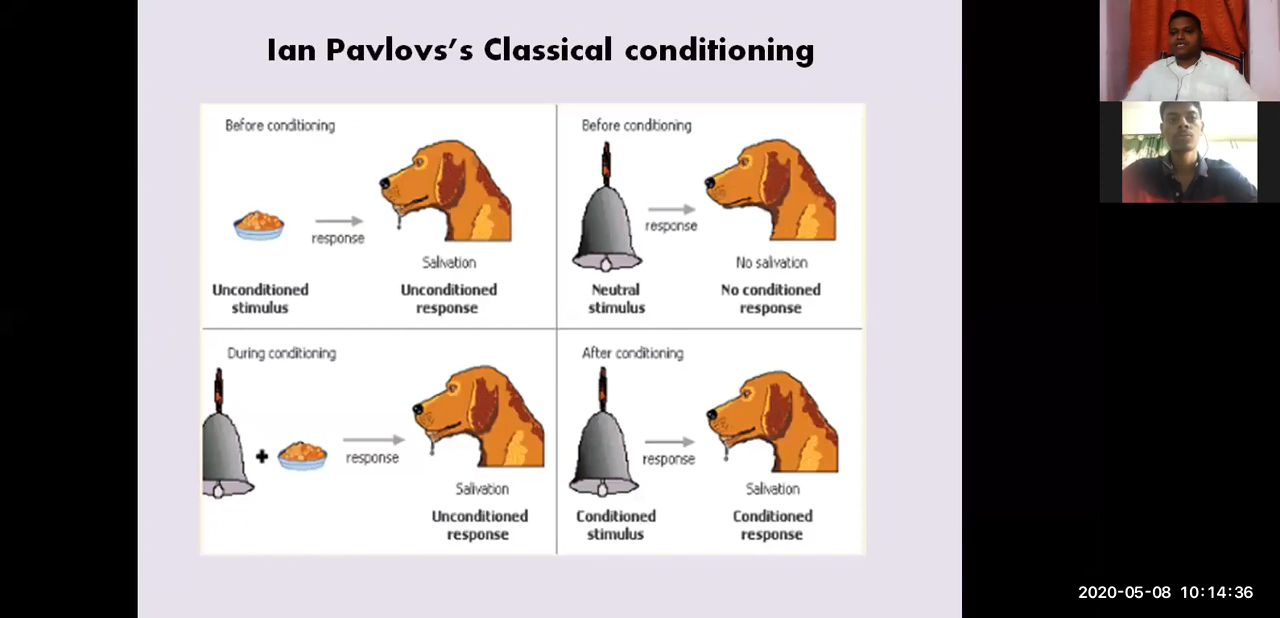 Ian Pavlovs’s Classical conditioning
Before conditioning
response
Salvation
Unconditioned
stimulus
Unconditioned
response
Before conditioning
response
No salivation
Neutral
stimulus
No conditioned
response
During conditioning
+
response
Salivation
Unconditioned
response
After conditioning
response
Salivation
Conditioned
stimulus
Conditioned
response
2020-05-08 10:14:36